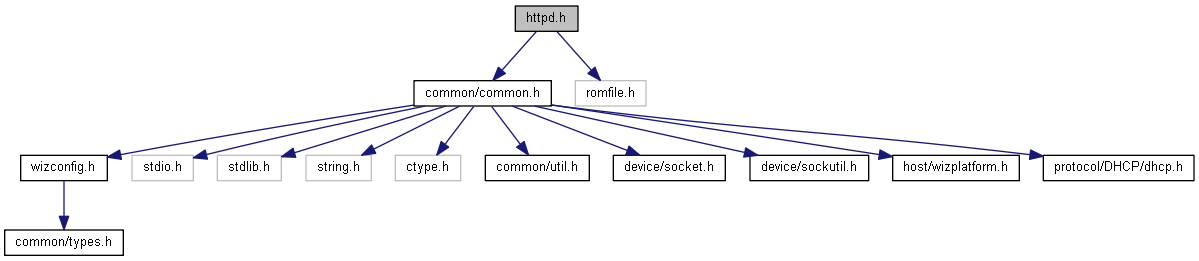 httpd.h
common/common.h
romfile.h
wizconfig.h
stdio.h
stdlib.h
string.h
ctype.h
common/util.h
device/socket.h
device/sockutil.h
host/wizplatform.h
protocol/DHCP/dhcp.h
common/types.h